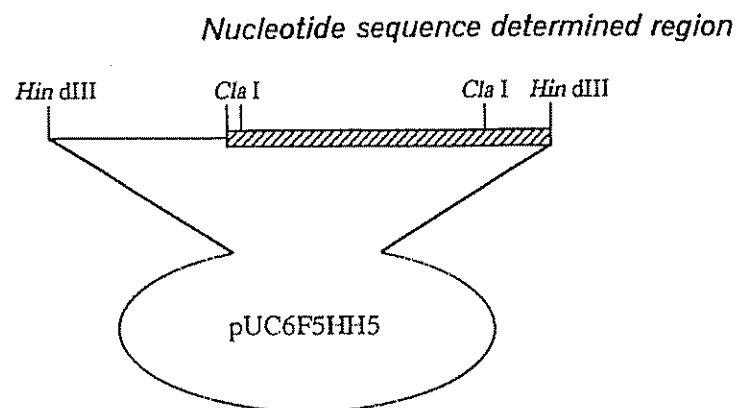 Nucleotide sequence determined region
Hin dIII Cla I Cla I Hin dIII
pUC6F5HH5